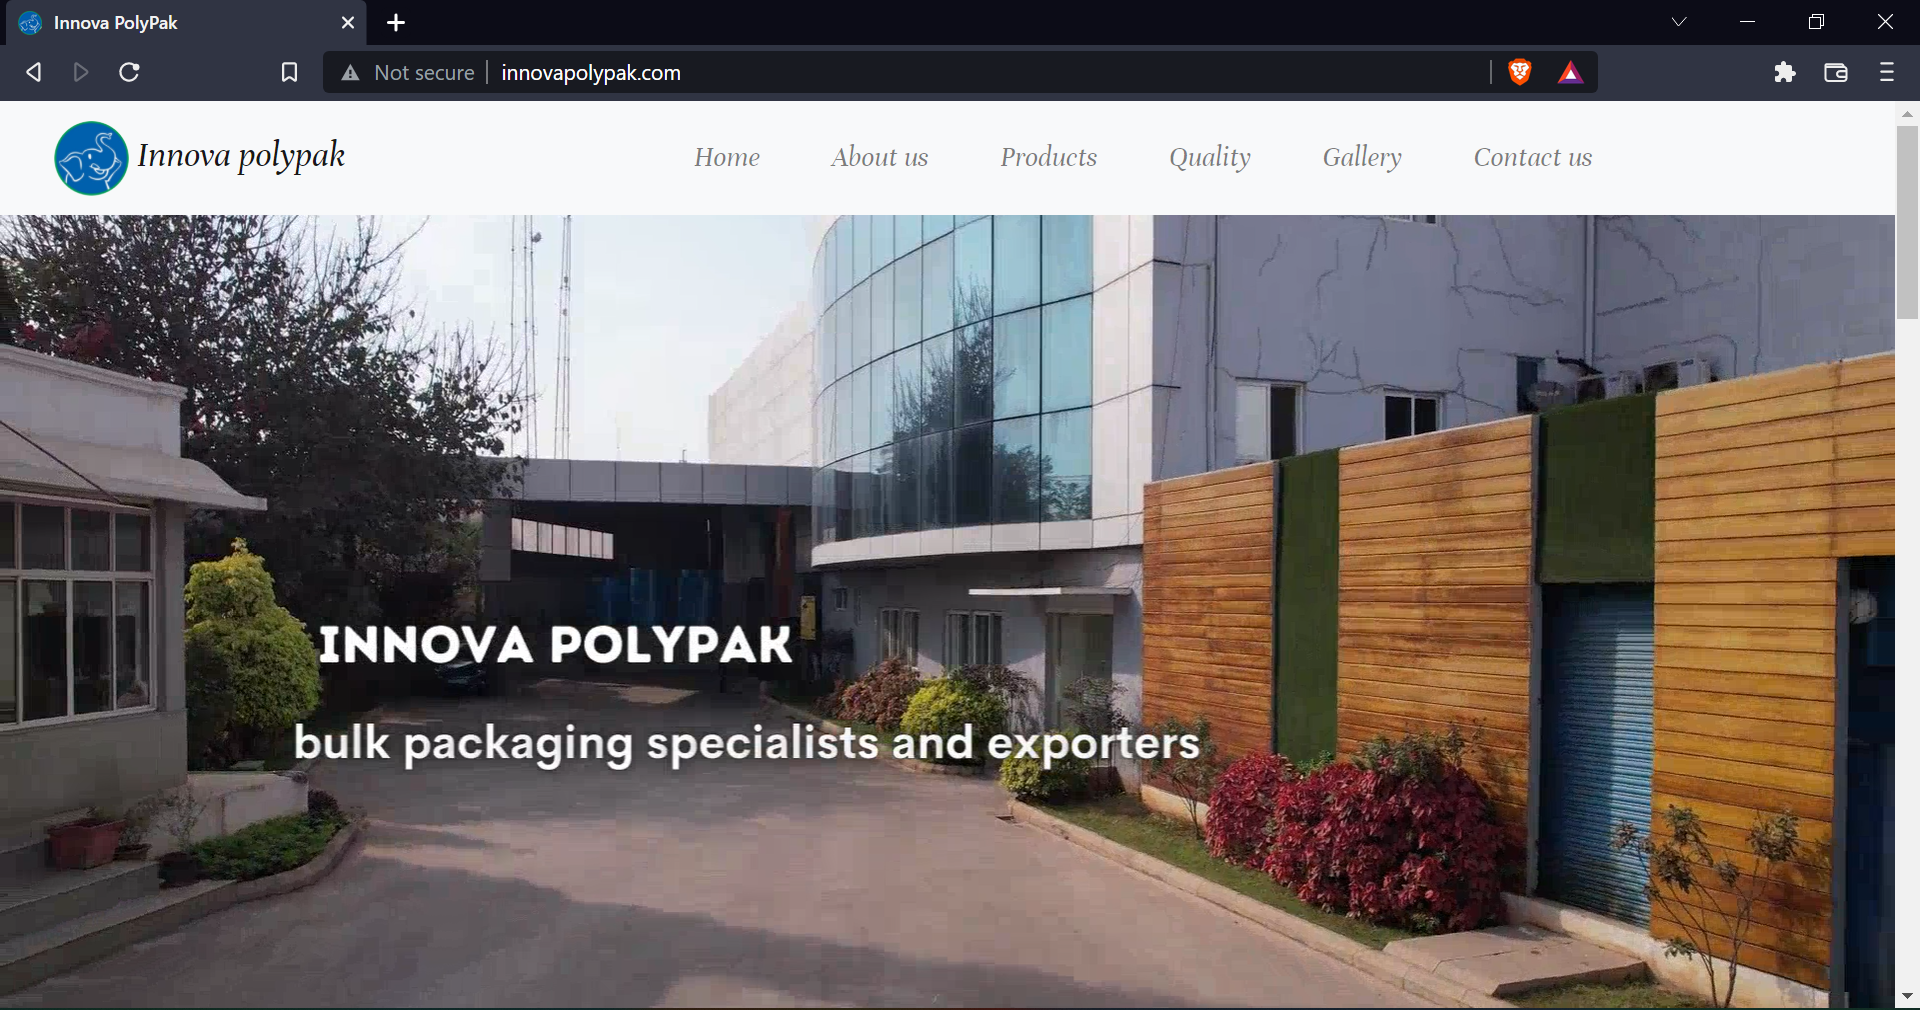 Innova PolyPak
Not secure
innovapolypak.com
Innova polypak
Home
About us
Products
Quality
Gallery
Contact us
INNOVA POLYPAK
bulk packaging specialists and exporters